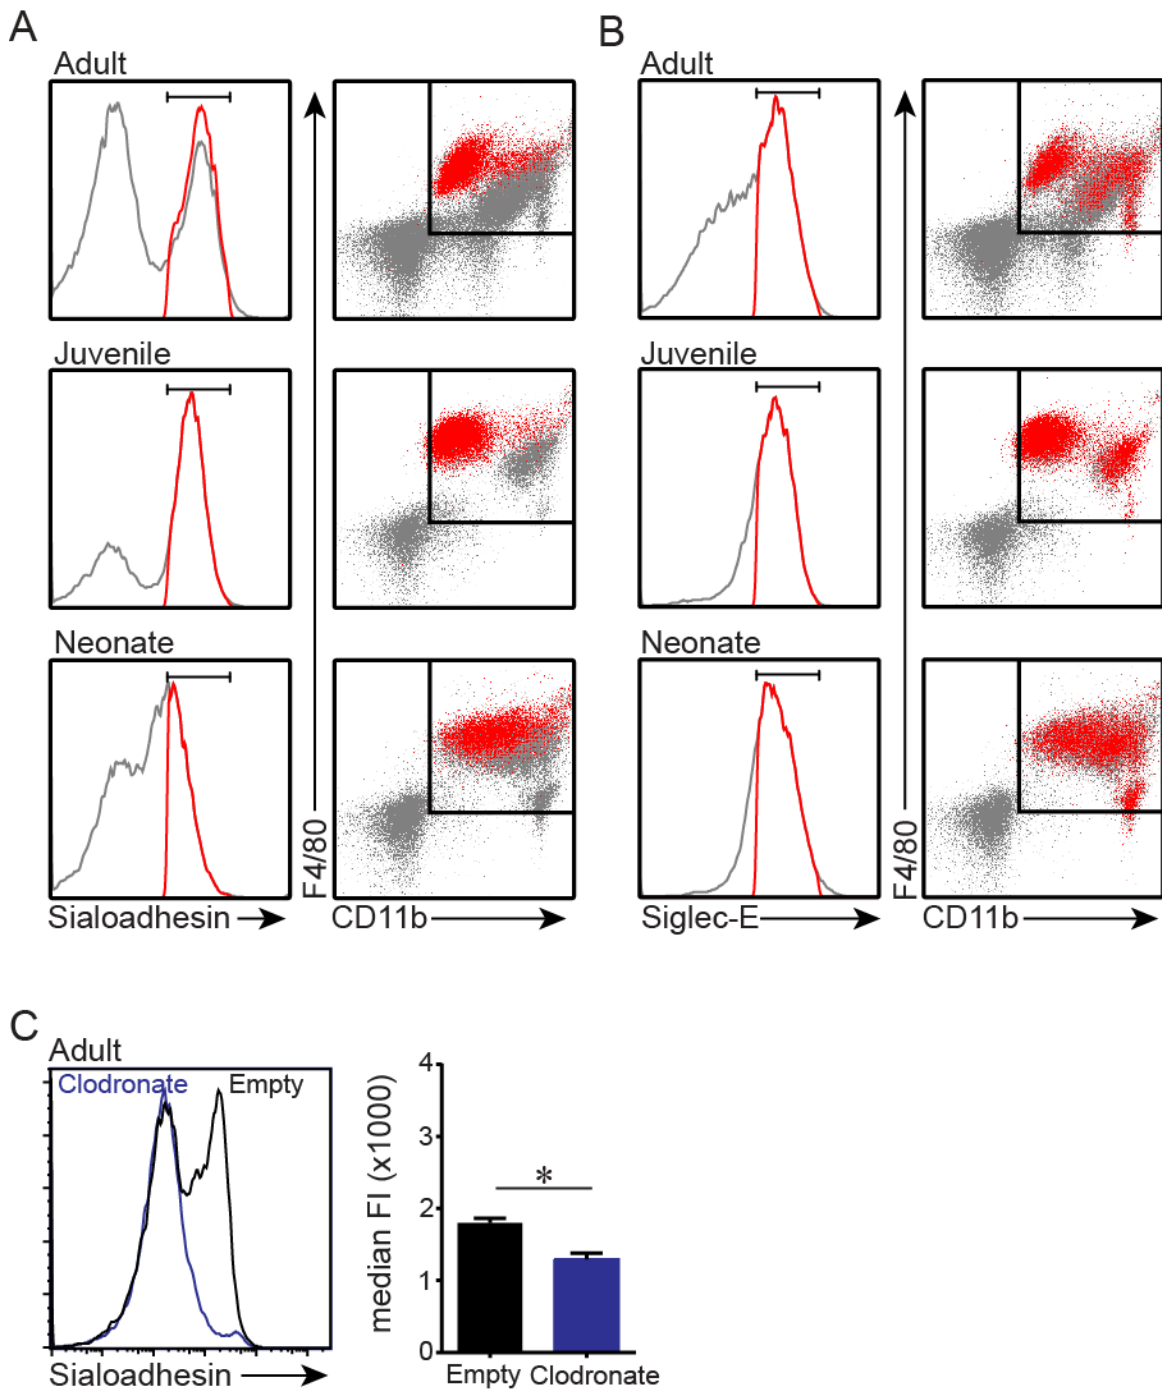 A
Adult
Juvenile
Neonate
F4/80
Sialoadhesin
CD11b
B
Adult
Juvenile
Neonate
F4/80
Siglec-E
CD11b
C
Adult
Clodronate
Empty
Sialoadhesin
median FI (x1000)
4
3
2
1
0
*
Empty
Clodronate